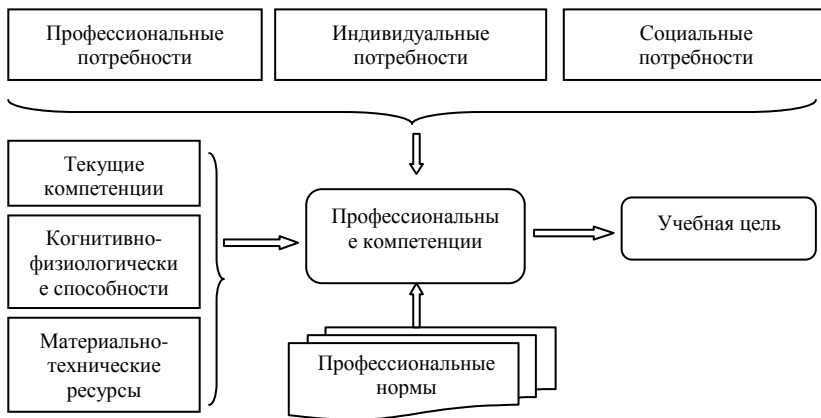 Профессиональные
потребности
Индивидуальные
потребности
Социальные
потребности
Текущие
компетенции
Когнитивно-
физиологически
е способности
Материально-
технические
ресурсы
Профессиональны
е компетенции
Учебная цель
Профессиональные
нормы